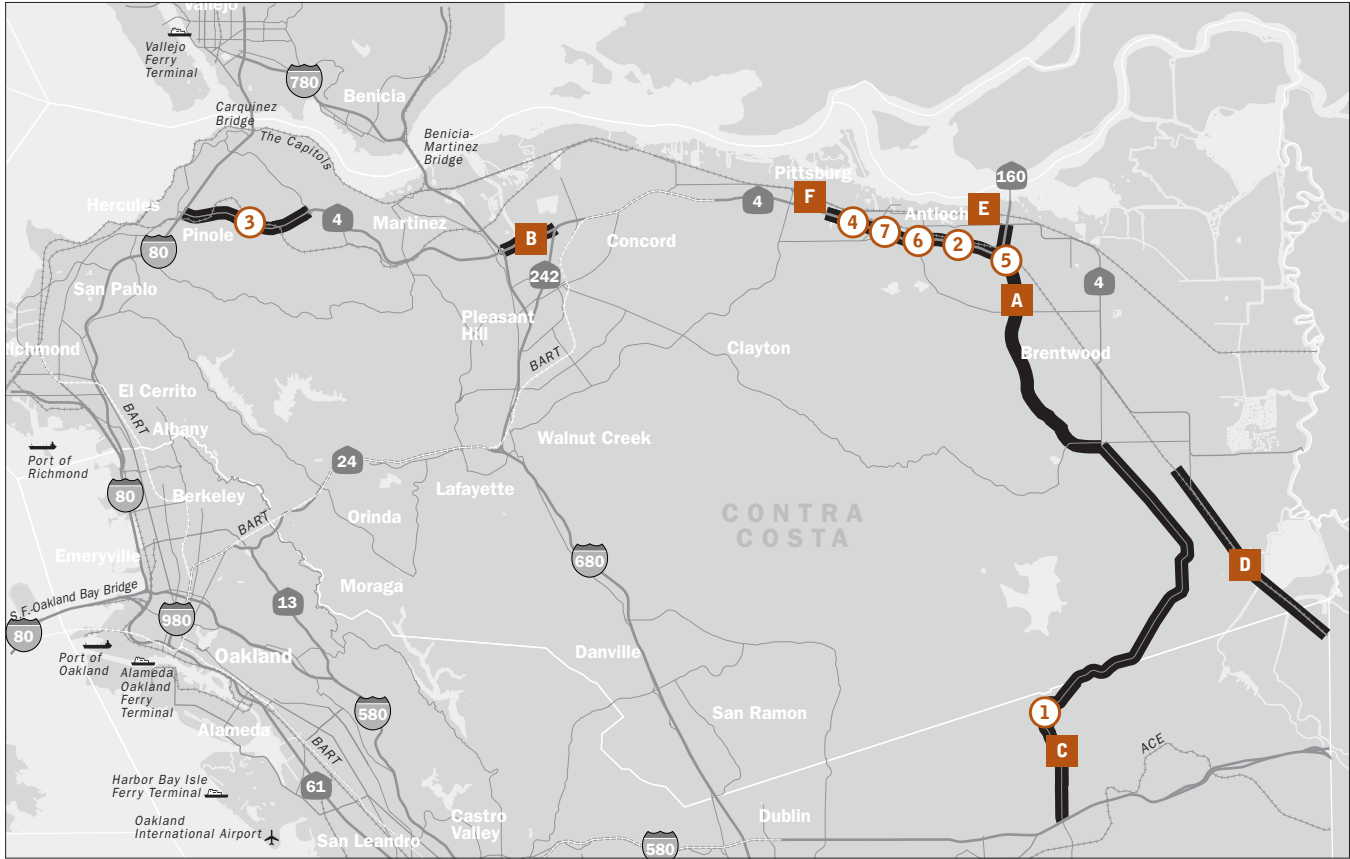 Vallejo
Vallejo
Ferry
Terminal
780
Benicia
Carquinez
Bridge
The Capitols
Benicia-
Martinez
Bridge
Pittsburg
160
F
4
E
Hercules
3
4
Martinez
4
Antioch
7
Pinole
B
Concord
6
2
80
242
5
4
San Pablo
A
Pleasant
Hill
Richmond
BART
Clayton
Brentwood
El Cerrito
BART
Albany
Walnut Creek
Port of
Richmond
24
80
Berkeley
Lafayette
BART
Orinda
CONTRA
COSTA
Emeryville
680
D
S.F.-Oakland Bay Bridge
Moraga
13
980
80
Port of
Oakland
Oakland
Danville
Alameda
Oakland
Ferry
Terminal
580
San Ramon
1
Alameda
BART
C
ACE
Harbor Bay Isle
Ferry Terminal
61
Oakland
International Airport
San Leandro
Castro
Valley
Dublin
580